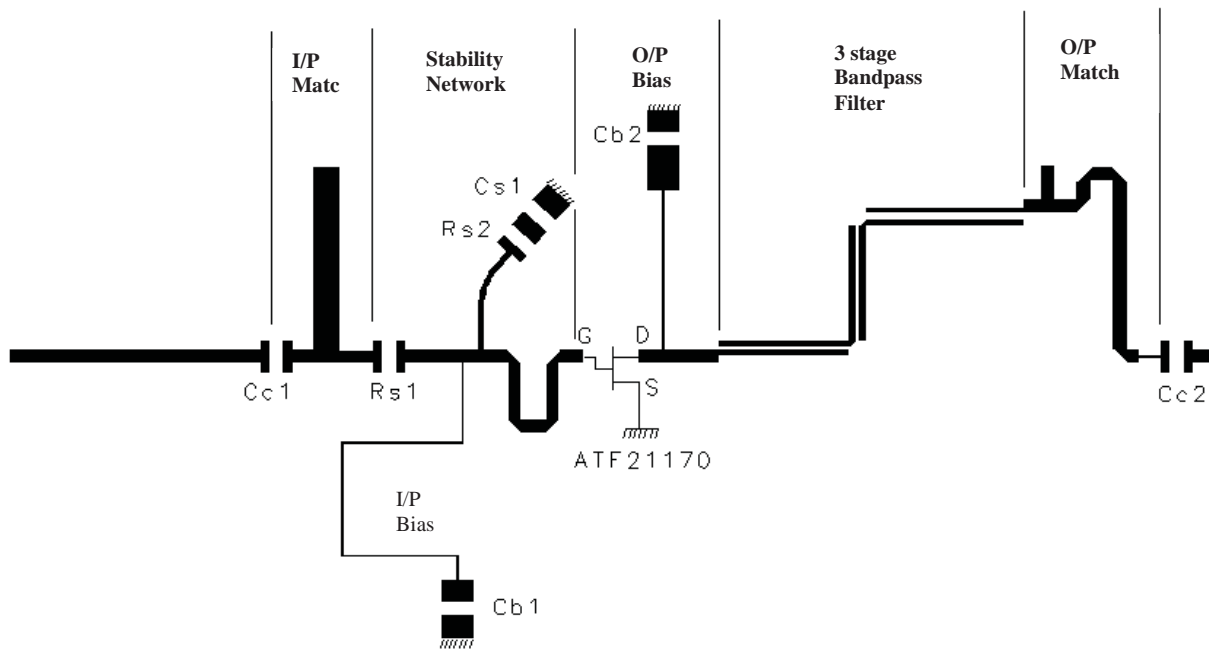 I/P
Matc
Stability
Network
O/P
Bias
3 stage
Bandpass
Filter
O/P
Match
Cb2
Cs1
Rs2
G
D
S
Cc1
Rs1
Cc2
ATF21170
I/P
Bias
Cb1